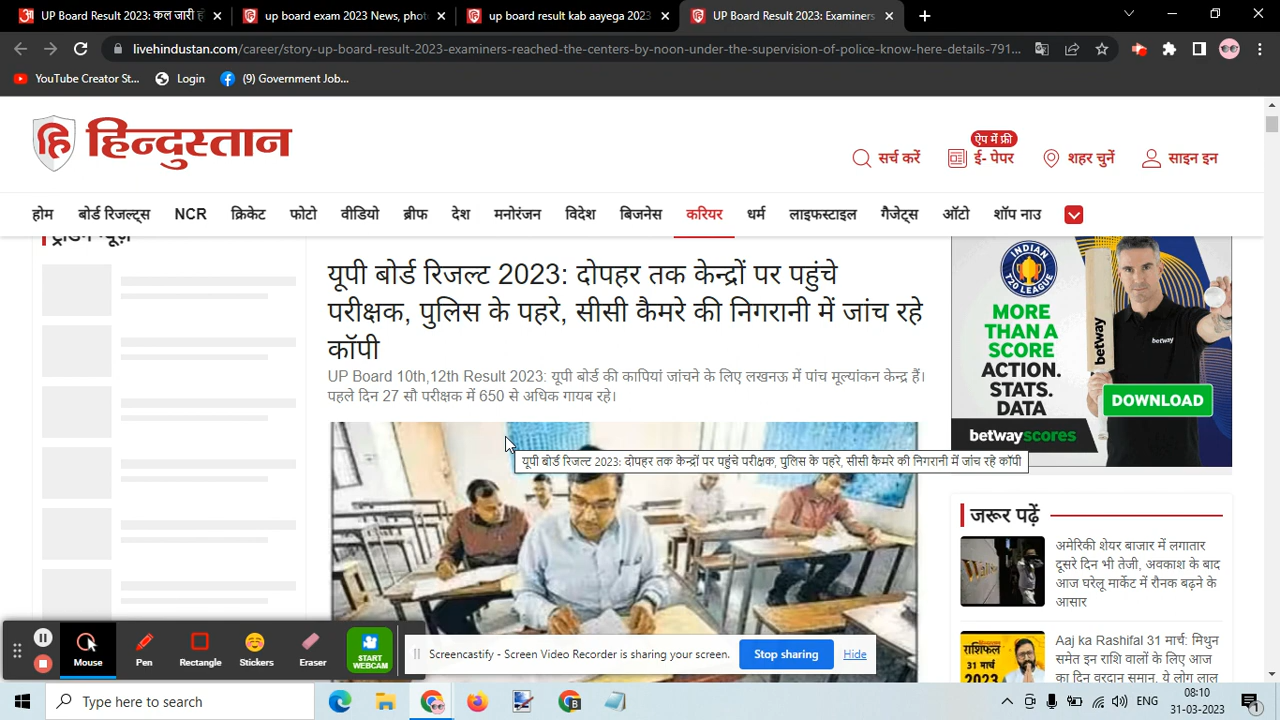 UP Board Result 2023: कल जारी हं
up board exam 2023 News, phot
up board result kab aayega 2023
UP Board Result 2023: Examiners
livehindustan.com/career/story-up-board-result-2023-examiners-reached-the-centers-by-noon-under-the-supervision-of-police-know-here-details-791...
YouTube Creator St...
Login
(9) Government Job...
हि हिन्दुस्तान
ऐप में फ्री
सर्च करें
ई- पेपर
शहर चुनें
साइन इन
होम बोर्ड रिजल्ट्स NCR क्रिकेट फोटो वीडियो ब्रीफ देश मनोरंजन विदेश बिजनेस करियर धर्म लाइफस्टाइल गैजेट्स ऑटो शॉप नाउ
यूपी बोर्ड रिजल्ट 2023: दोपहर तक केन्द्रों पर पहुंचे
परीक्षक, पुलिस के पहरे, सीसी कैमरे की निगरानी में जांच रहे
कॉपी
UP Board 10th,12th Result 2023: यूपी बोर्ड की कापियां जांचने के लिए लखनऊ में पांच मूल्यांकन केन्द्र हैं।
पहले दिन 27 सौ परीक्षक में 650 से अधिक गायब रहे।
यूपी बोर्ड रिजल्ट 2023: दोपहर तक केन्द्रों पर पहुंचे परीक्षक, पुलिस के पहरे, सीसी कैमरे की निगरानी में जांच रहे कॉपी
INDIAN
T20 LEAGUE
MORE
THAN A
SCORE
ACTION.
STATS.
DATA
betway
betway
DOWNLOAD
betwayscores
जरूर पढ़ें
अमेरिकी शेयर बाजार में लगातार
दूसरे दिन भी तेजी, अवकाश के बाद
आज घरेलू मार्केट में रौनक बढ़ने के
आसार
राशिफल
31 मार्च
2023
Aaj ka Rashifal 31 मार्च: मिथुन
समेत इन राशि वालों के लिए आज
का दिन वरदान समान, ये लोग लाल
Mouse
Pen
Rectangle
Stickers
Eraser
START
WEBCAM
Screencastify - Screen Video Recorder is sharing your screen.
Stop sharing
Hide
Type here to search
ENG
08:10
31-03-2023
1